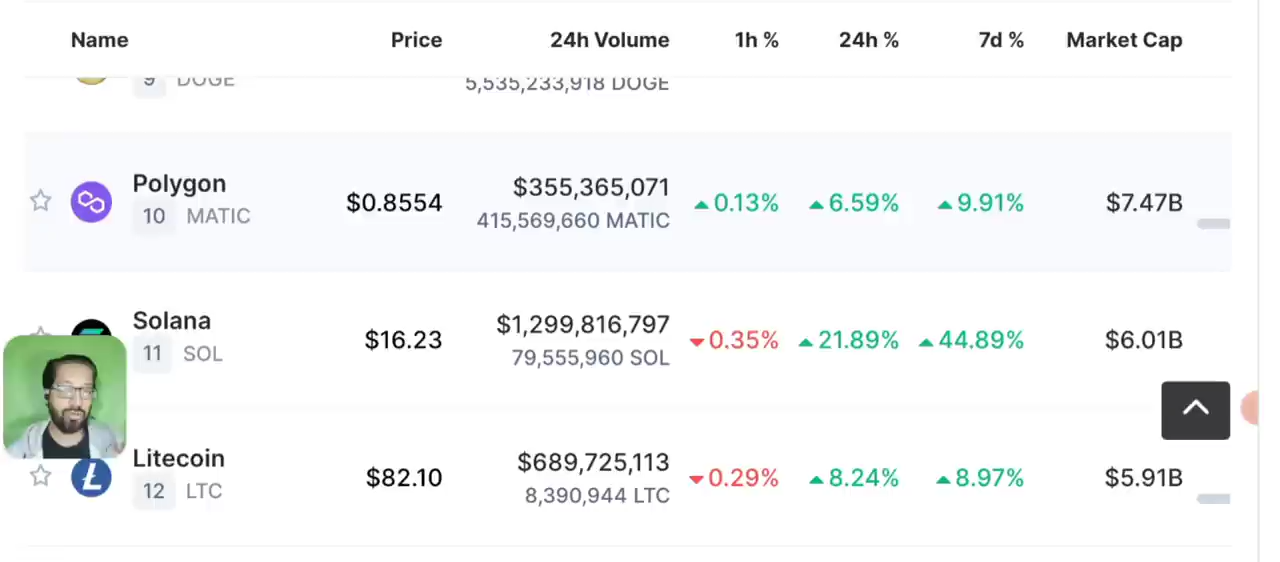 Name Price 24h Volume 1h % 24h % 7d % Market Cap
9 DOGE 5,535,233,918 DOGE
Polygon
10 MATIC
$0.8554
$355,365,071
415,569,660 MATIC
0.13% 6.59% 9.91% $7.47B
Solana
11 SOL
$16.23
$1,299,816,797
79,555,960 SOL
0.35% 21.89% 44.89% $6.01B
Litecoin
12 LTC
$82.10
$689,725,113
8,390,944 LTC
0.29% 8.24% 8.97% $5.91B